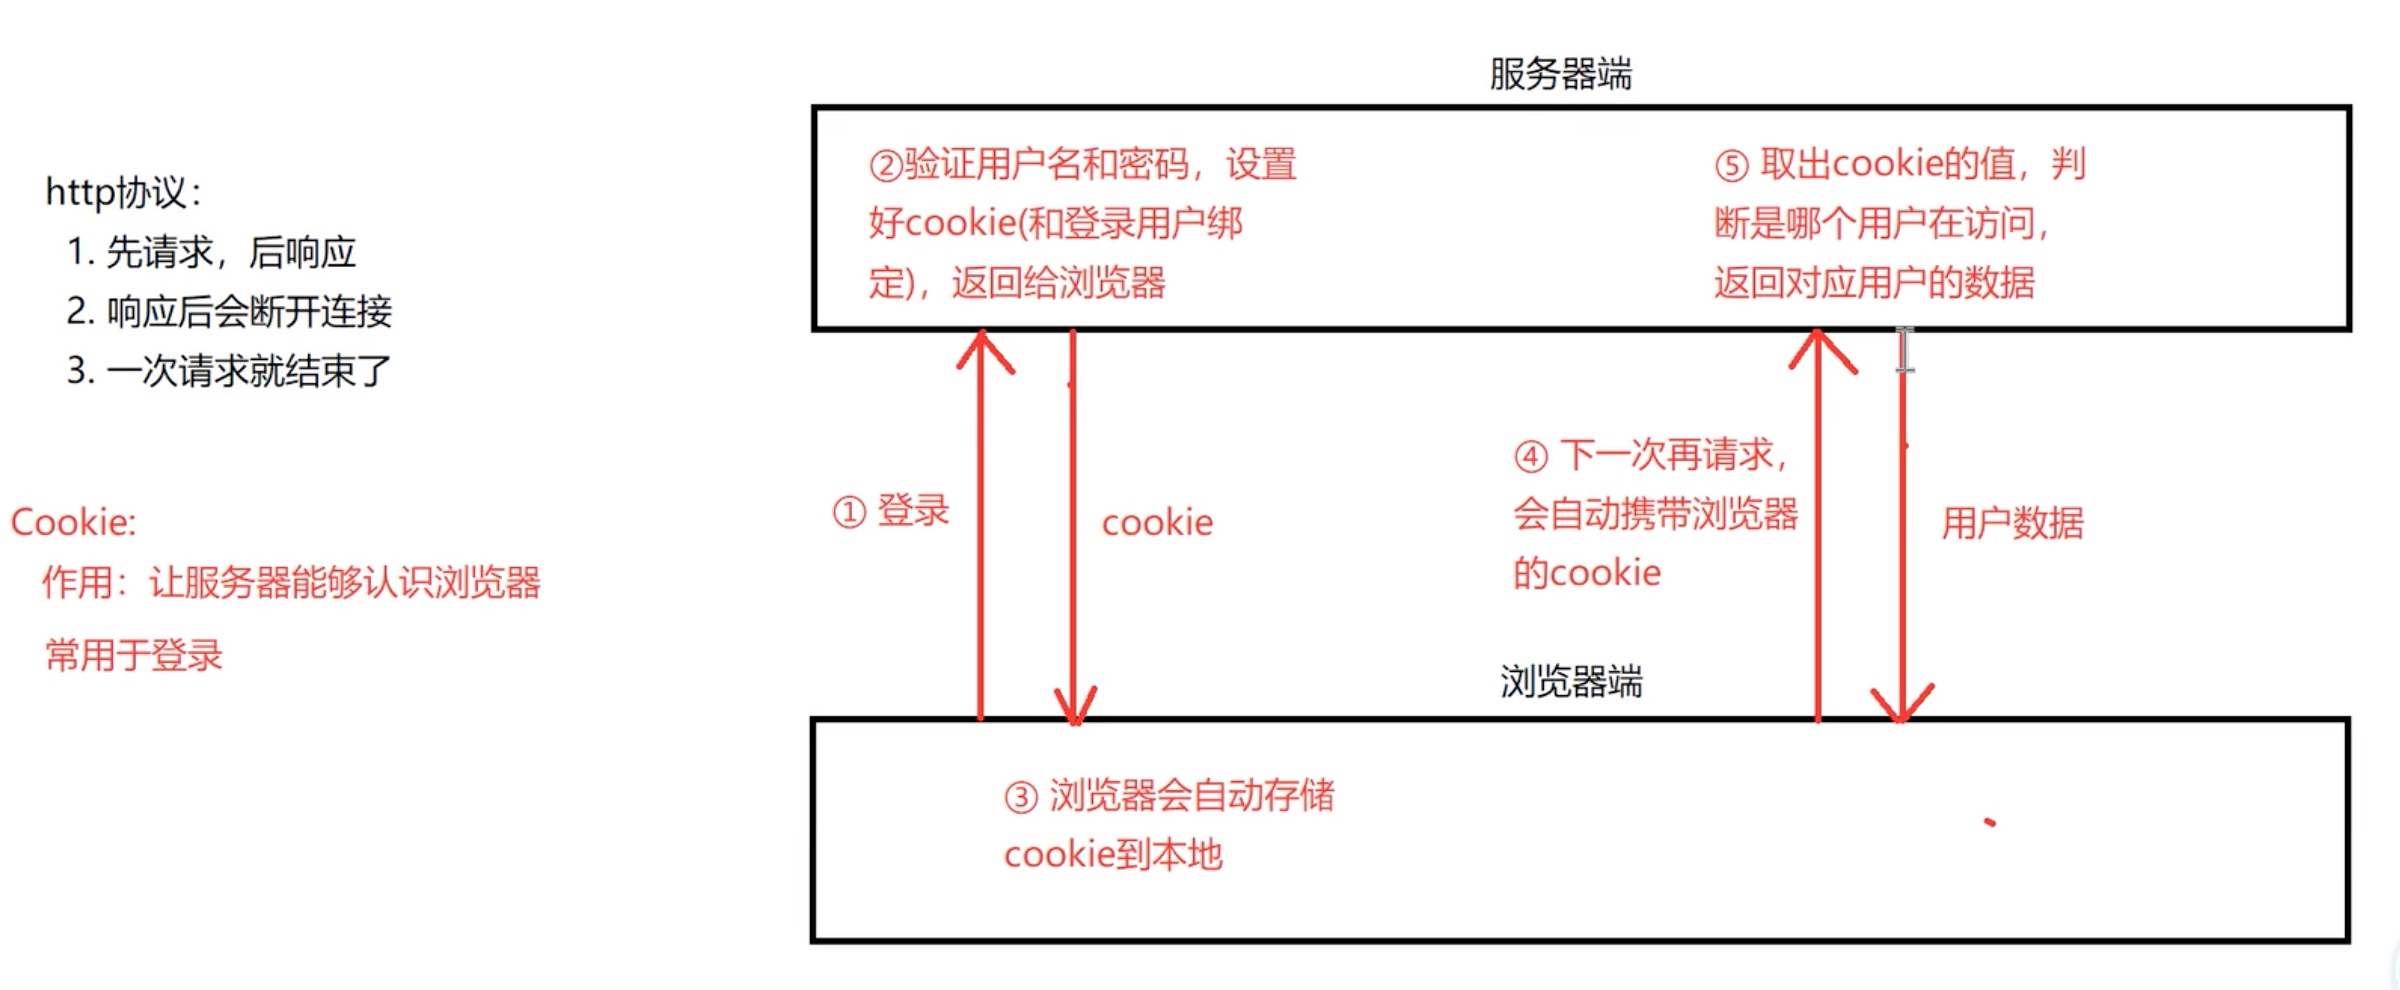 http协议：
1. 先请求，后响应
2. 响应后会断开连接
3. 一次请求就结束了
Cookie:
作用：让服务器能够认识浏览器
常用于登录
服务器端
②验证用户名和密码，设置
好cookie(和登录用户绑
定)，返回给浏览器
⑤ 取出cookie的值，判
断是哪个用户在访问，
返回对应用户的数据
① 登录
cookie
④ 下一次再请求，
会自动携带浏览器
的cookie
用户数据
浏览器端
③ 浏览器会自动存储
cookie到本地